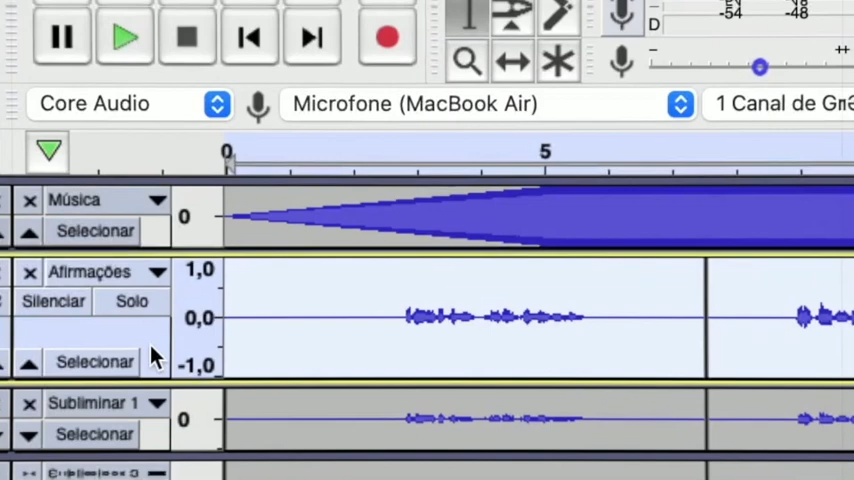 -54 -48
D
- ++
Core Audio
Microfone (MacBook Air)
1 Canal de
0 5
Música
0
Selecionar
Afirmações
1,0
Silenciar Solo
0,0
Selecionar
-1,0
Subliminar 1
0
Selecionar